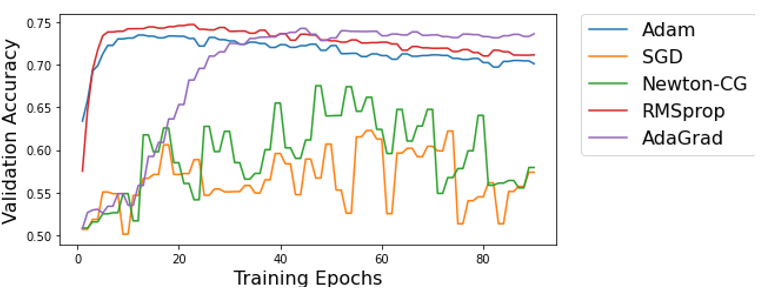 0.75
0.70
0.65
0.60
0.55
0.50
Validation Accuracy
0 20 40 60 80
Training Epochs
Adam
SGD
Newton-CG
RMSprop
AdaGrad